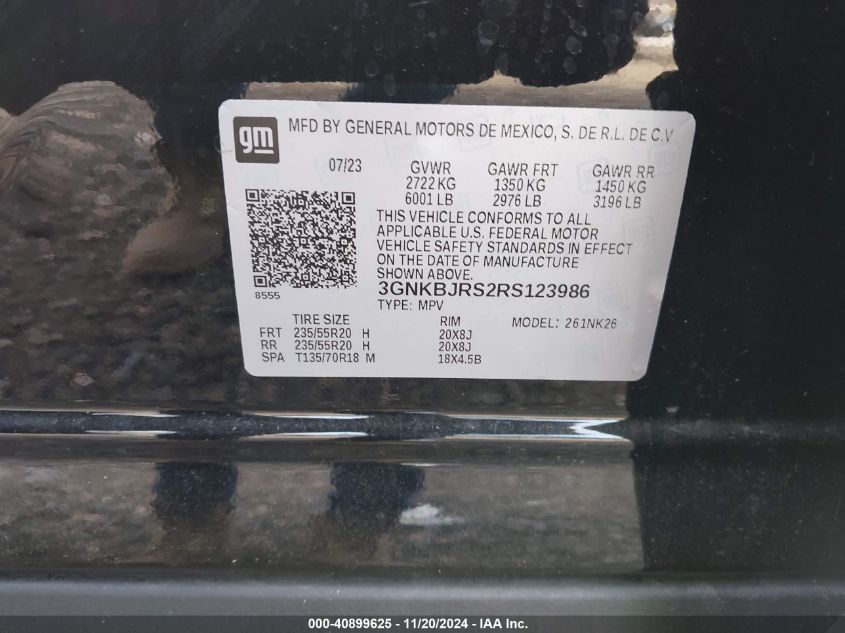 gm MFD BY GENERAL MOTORS DE MEXICO, S. DE R.L. DE C.V
07/23 GVWR GAWR FRT GAWR RR
2722 KG 1350 KG 1450 KG
6001 LB 2976 LB 3196 LB
THIS VEHICLE CONFORMS TO ALL
APPLICABLE U.S. FEDERAL MOTOR
VEHICLE SAFETY STANDARDS IN EFFECT
ON THE DATE OF MANUFACTURE
SHOWN ABOVE.
8555 3GNKBJRS2RS123986
TYPE: MPV
TIRE SIZE RIM MODEL: 261NK26
FRT 235/55R20 H 20X8J
RR 235/55R20 H 20X8J
SPA T135/70R18 M 18X4.5B
000-40899625 - 11/20/2024 - IAA Inc.